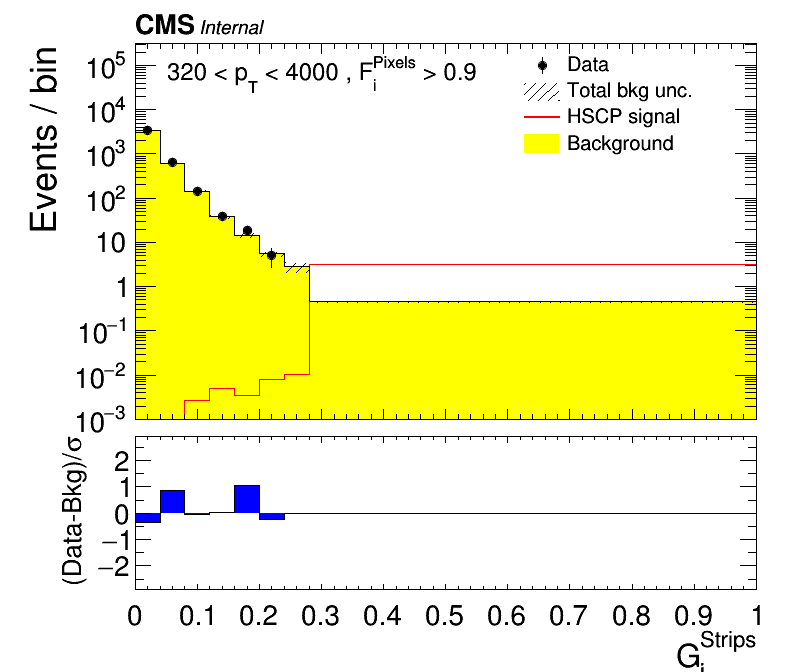 CMS Internal
320 < p_T < 4000 , F_i^Pixels > 0.9
Data
Total bkg unc.
HSCP signal
Background
Events / bin
10^5
10^4
10^3
10^2
10
1
10^−1
10^−2
10^−3
(Data-Bkg)/σ
2
1
0
−1
−2
0 0.1 0.2 0.3 0.4 0.5 0.6 0.7 0.8 0.9 1
G_i^Strips